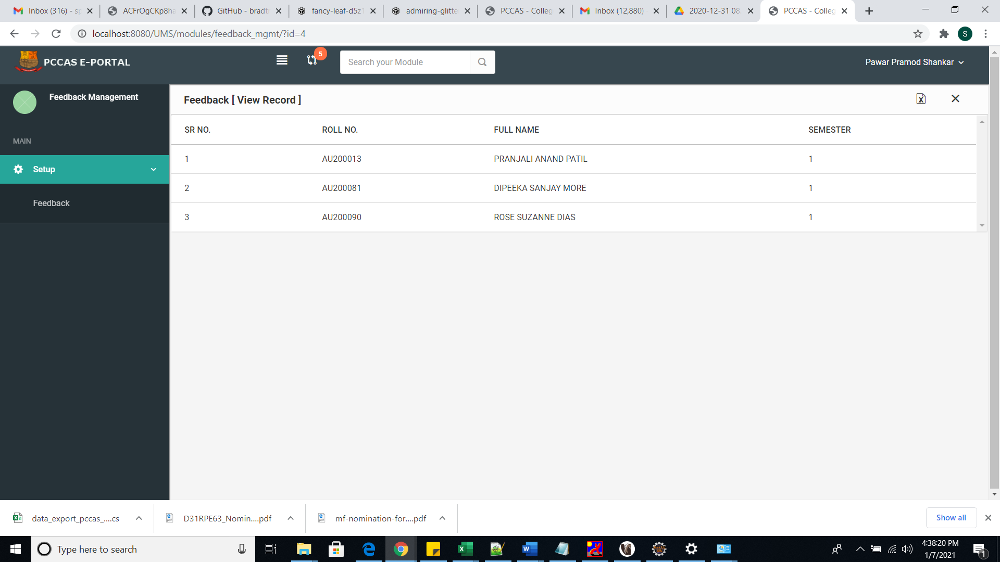 Inbox (316) - sp
ACFrOgCKp8ha
GitHub - bradtr
fancy-leaf-d5z1
admiring-glitte
PCCAS - Colleg
Inbox (12,880)
2020-12-31 08.
PCCAS - Colleg
localhost:8080/UMS/modules/feedback_mgmt/?id=4
S
PCCAS E-PORTAL
5
Search your Module
Pawar Pramod Shankar
Feedback Management
MAIN
Setup
Feedback
Feedback [ View Record ]
SR NO. ROLL NO. FULL NAME SEMESTER
1 AU200013 PRANJALI ANAND PATIL 1
2 AU200081 DIPEEKA SANJAY MORE 1
3 AU200090 ROSE SUZANNE DIAS 1
data_export_pccas_....cs
D31RPE63_Nomin....pdf
mf-nomination-for....pdf
Show all
Type here to search
4:38:20 PM
1/7/2021
1